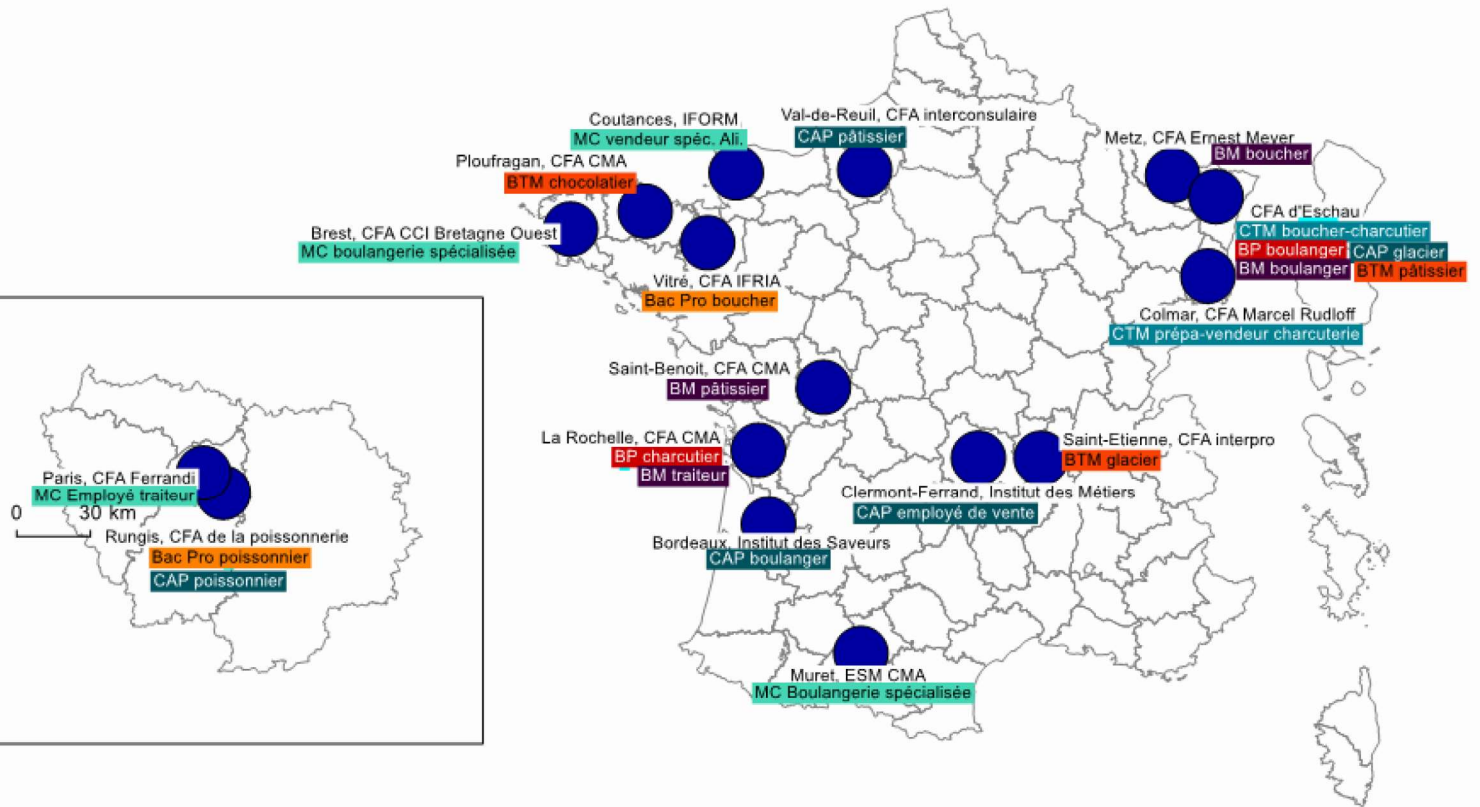 Coutances, IFORM
MC vendeur spéc. Ali.
Val-de-Reuil, CFA interconsulaire
CAP pâtissier
Metz, CFA Ernest Meyer
BM boucher
Ploufragan, CFA CMA
BTM chocolatier
Brest, CFA CCI Bretagne Ouest
MC boulangerie spécialisée
CFA d'Eschau
CTM boucher-charcutier
BP boulanger CAP glacier
BM boulanger BTM pâtissier
Vitré, CFA IFRIA
Bac Pro boucher
Colmar, CFA Marcel Rudloff
CTM prépa-vendeur charcuterie
Saint-Benoit, CFA CMA
BM pâtissier
La Rochelle, CFA CMA
BP charcutier
BM traiteur
Saint-Etienne, CFA interpro
BTM glacier
Clermont-Ferrand, Institut des Métiers
CAP employé de vente
Bordeaux, Institut des Saveurs
CAP boulanger
Muret, ESM CMA
MC Boulangerie spécialisée
Paris, CFA Ferrandi
MC Employé traiteur
0 30 km
Rungis, CFA de la poissonnerie
Bac Pro poissonnier
CAP poissonnier